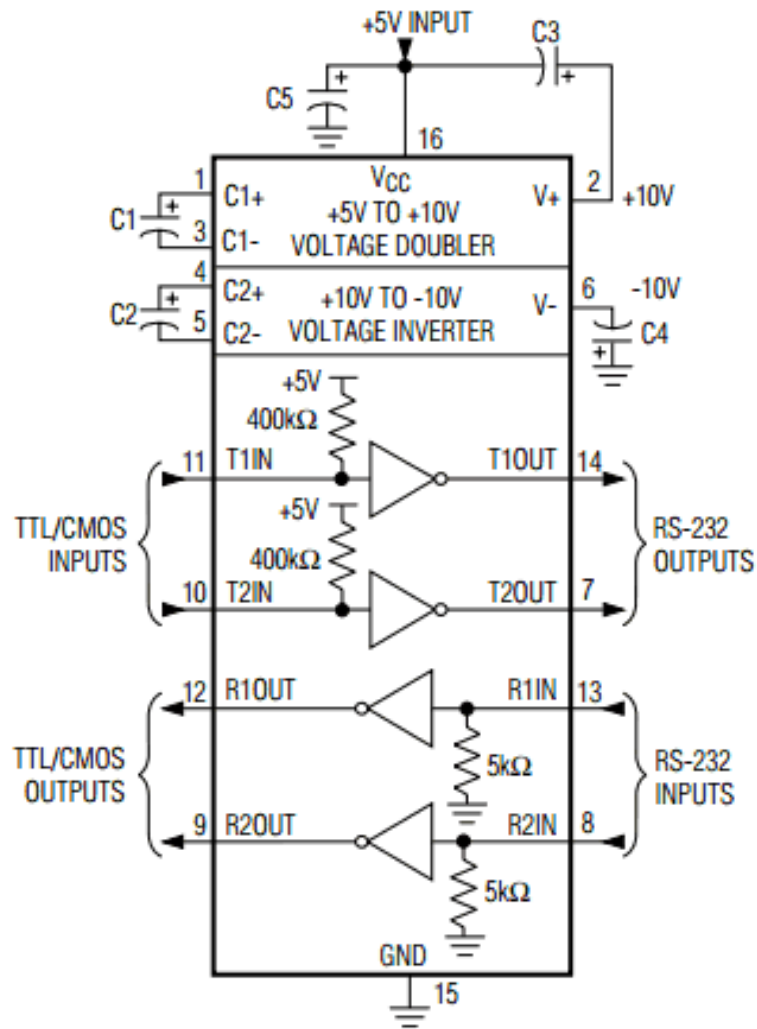 +5V INPUT
C3
+
C5
+
16
1
C1+
VCC
V+
2
+10V
C1
+
+5V TO +10V
VOLTAGE DOUBLER
3
C1-
4
C2+
+10V TO -10V
VOLTAGE INVERTER
V-
6
-10V
C2
+
5
C2-
C4
+
+5V
400kΩ
11
T1IN
T1OUT
14
TTL/CMOS
INPUTS
+5V
400kΩ
RS-232
OUTPUTS
10
T2IN
T2OUT
7
12
R1OUT
R1IN
13
TTL/CMOS
OUTPUTS
5kΩ
RS-232
INPUTS
9
R2OUT
R2IN
8
5kΩ
GND
15